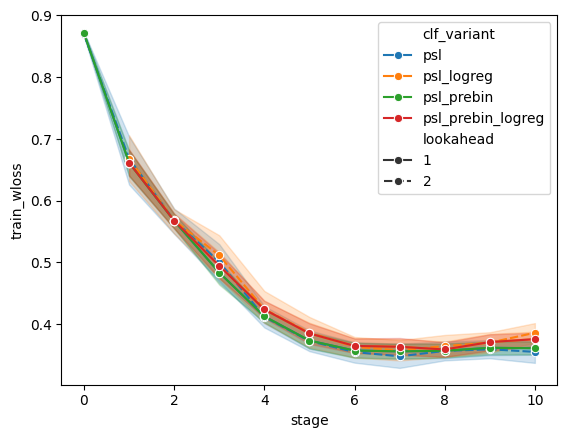 0.9
0.8
0.7
0.6
0.5
0.4
train_wloss
0 2 4 6 8 10
stage
clf_variant
psl
psl_logreg
psl_prebin
psl_prebin_logreg
lookahead
1
2